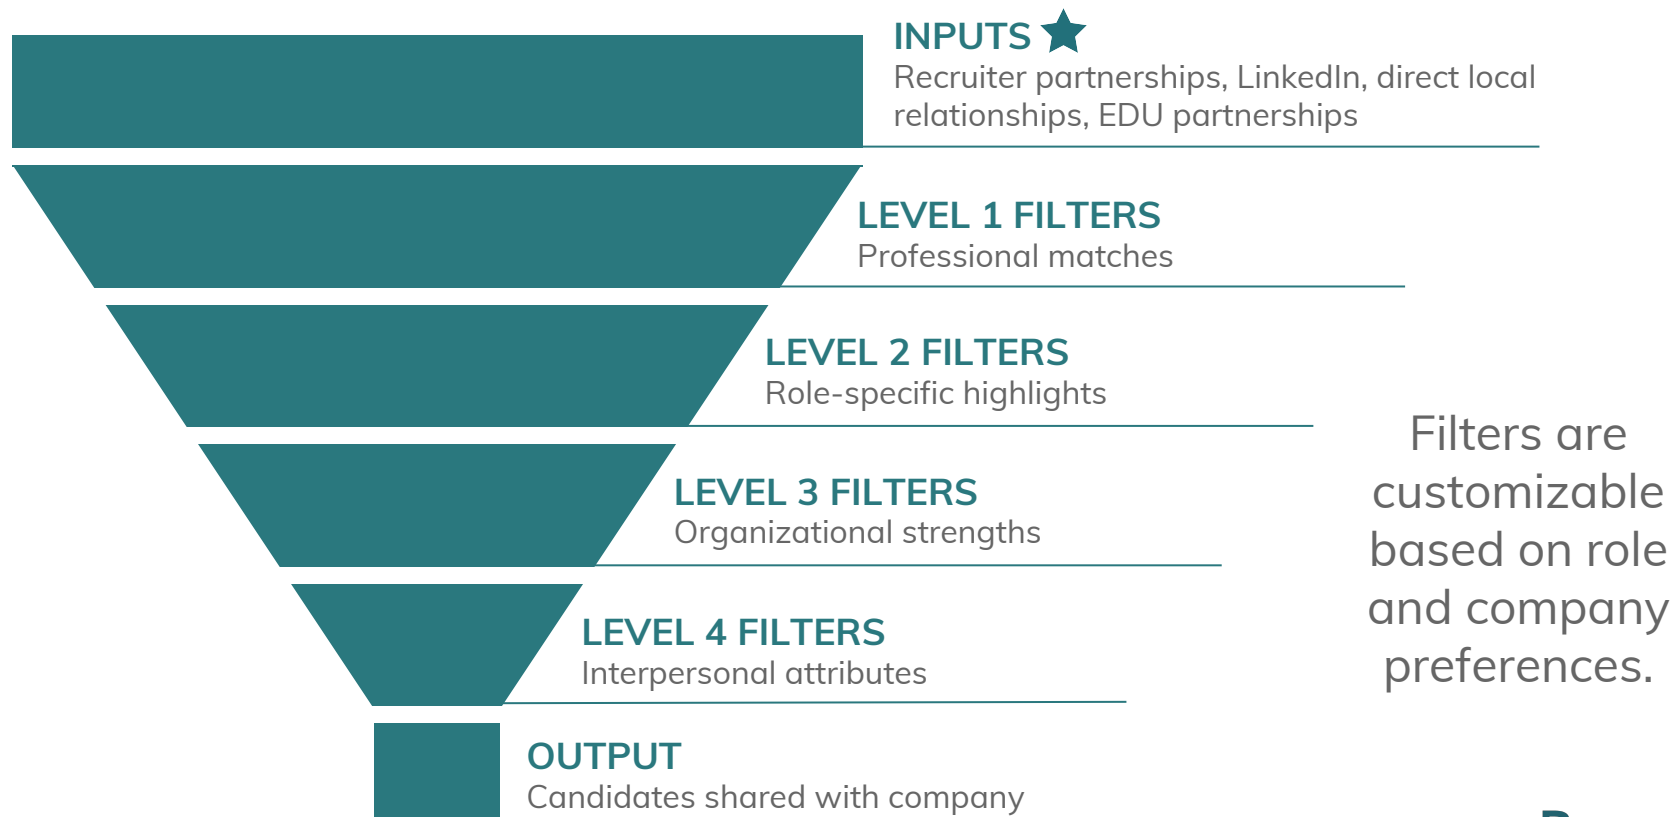 INPUTS
Recruiter partnerships, LinkedIn, direct local
relationships, EDU partnerships
LEVEL 1 FILTERS
Professional matches
LEVEL 2 FILTERS
Role-specific highlights
LEVEL 3 FILTERS
Organizational strengths
LEVEL 4 FILTERS
Interpersonal attributes
OUTPUT
Candidates shared with company
Filters are
customizable
based on role
and company
preferences.